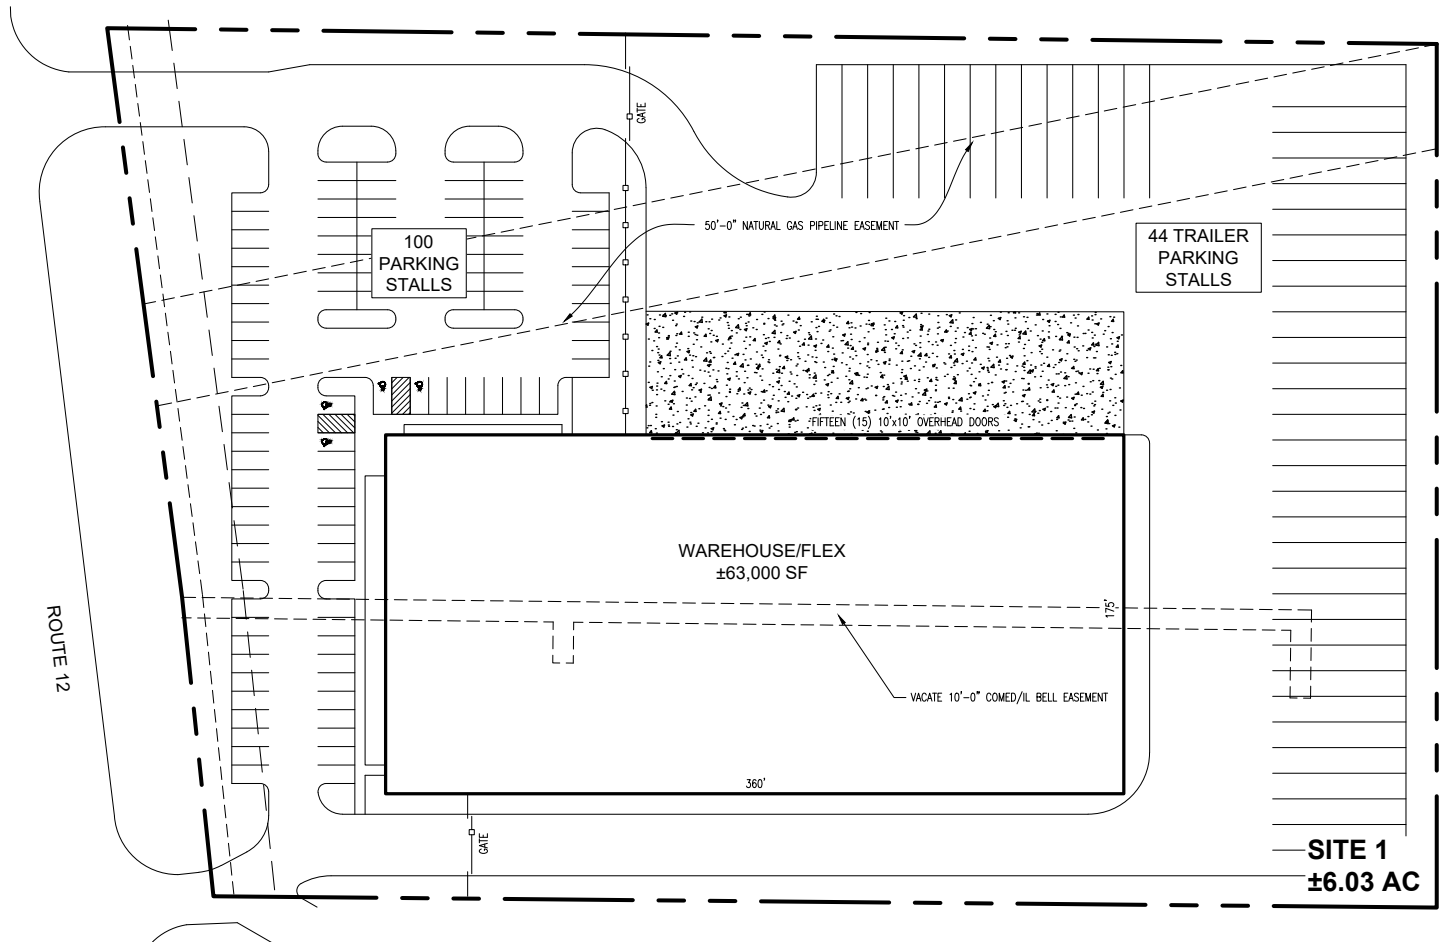 GATE
50'-0" NATURAL GAS PIPELINE EASEMENT
100
PARKING
STALLS
44 TRAILER
PARKING
STALLS
FIFTEEN (15) 10'x10' OVERHEAD DOORS
WAREHOUSE/FLEX
±63,000 SF
175'
ROUTE 12
VACATE 10'-0" COMED/IL BELL EASEMENT
360'
GATE
SITE 1
±6.03 AC